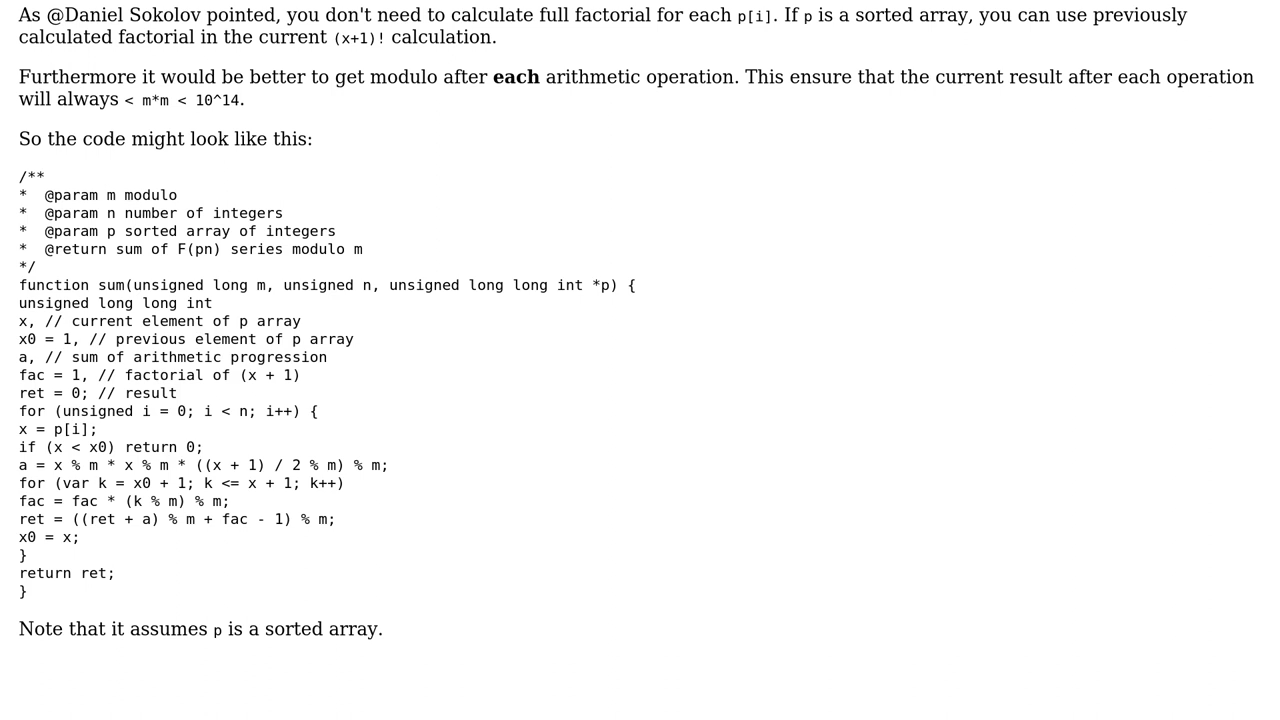 As @Daniel Sokolov pointed, you don't need to calculate full factorial for each p[i]. If p is a sorted array, you can use previously
calculated factorial in the current (x+1)! calculation.
Furthermore it would be better to get modulo after each arithmetic operation. This ensure that the current result after each operation
will always < m*m < 10^14.
So the code might look like this:
/**
*  @param m modulo
*  @param n number of integers
*  @param p sorted array of integers
*  @return sum of F(pn) series modulo m
*/
function sum(unsigned long m, unsigned n, unsigned long long int *p) {
unsigned long long int
x, // current element of p array
x0 = 1, // previous element of p array
a, // sum of arithmetic progression
fac = 1, // factorial of (x + 1)
ret = 0; // result
for (unsigned i = 0; i < n; i++) {
x = p[i];
if (x < x0) return 0;
a = x % m * x % m * ((x + 1) / 2 % m) % m;
for (var k = x0 + 1; k <= x + 1; k++)
fac = fac * (k % m) % m;
ret = ((ret + a) % m + fac - 1) % m;
x0 = x;
}
return ret;
}
Note that it assumes p is a sorted array.